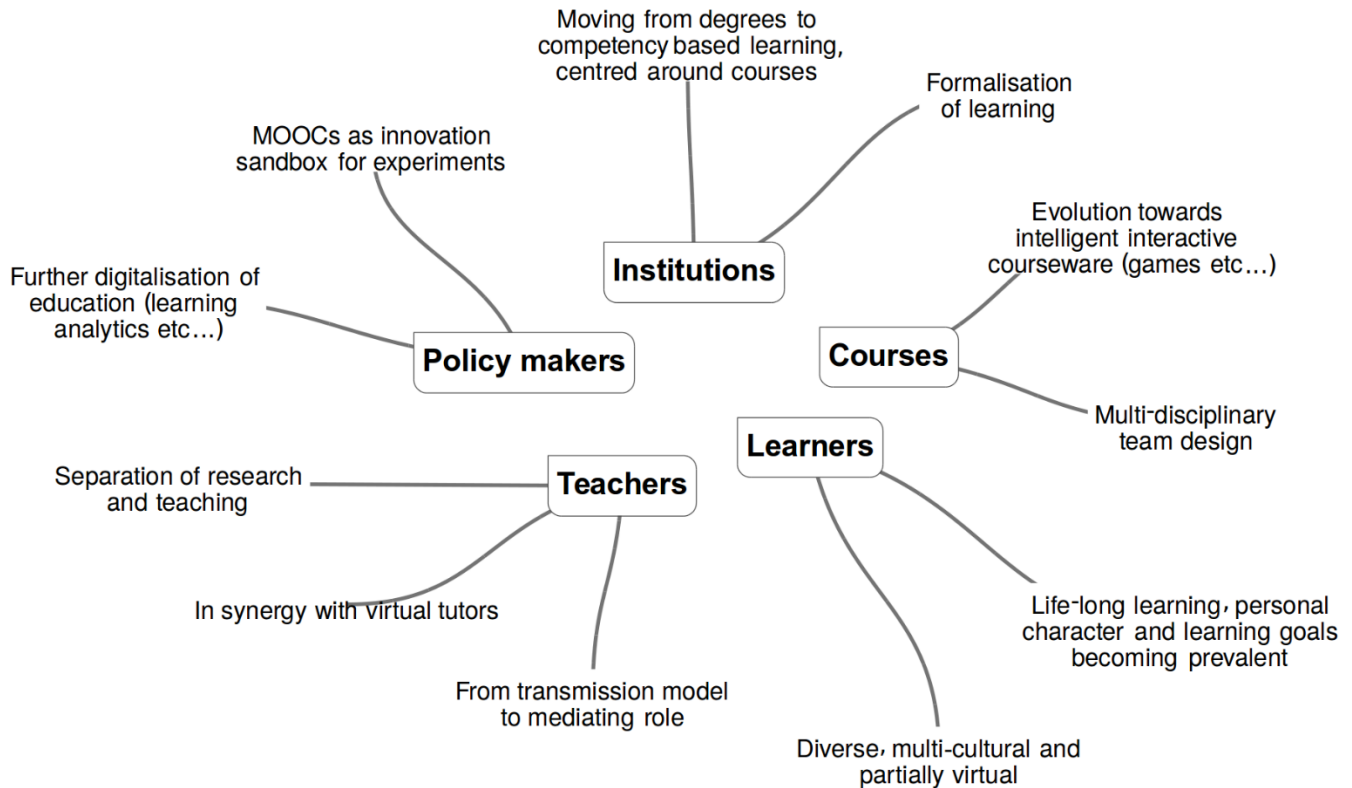 Moving from degrees to
competency based learning,
centred around courses
Formalisation
of learning
MOOCs as innovation
sandbox for experiments
Evolution towards
intelligent interactive
courseware (games etc...)
Institutions
Further digitalisation of
education (learning
analytics etc...)
Policy makers
Courses
Multi-disciplinary
team design
Learners
Separation of research
and teaching
Teachers
In synergy with virtual tutors
Life-long learning, personal
character and learning goals
becoming prevalent
From transmission model
to mediating role
Diverse, multi-cultural and
partially virtual